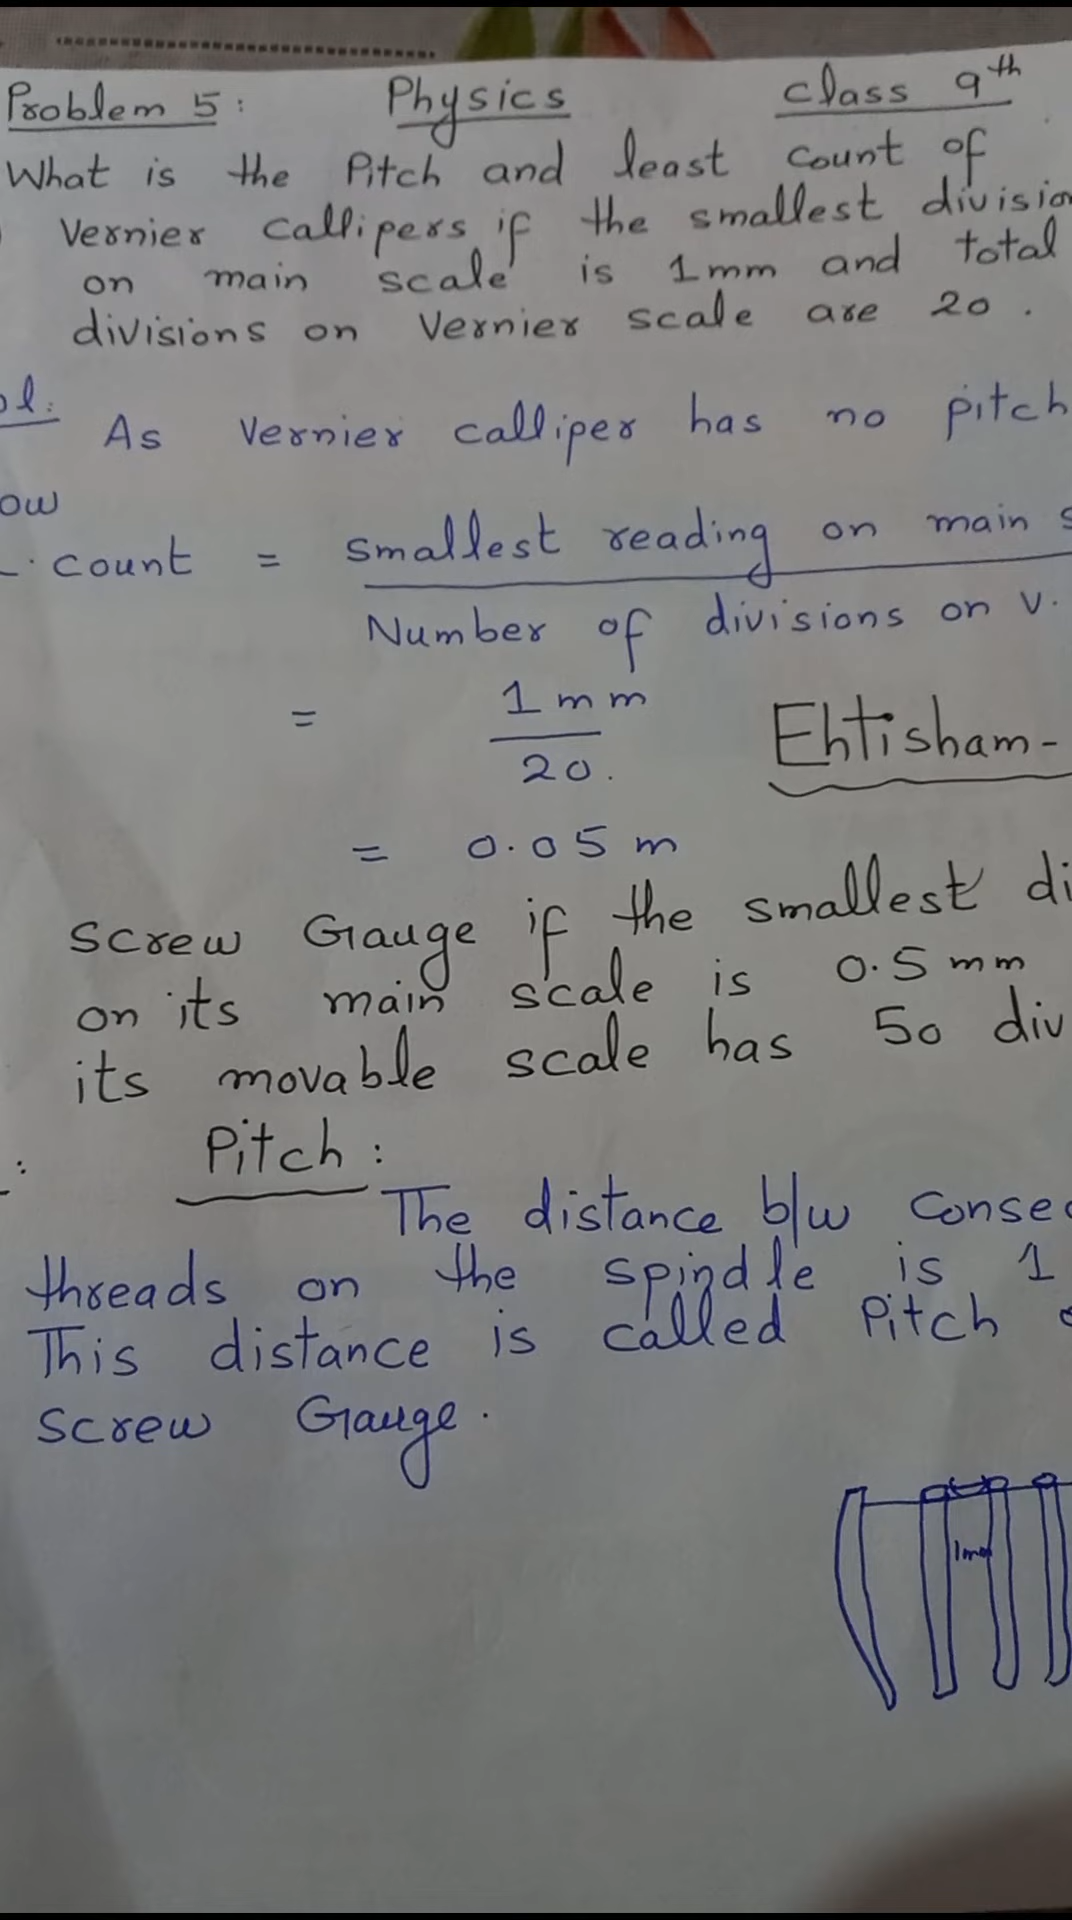 Problem 5: Physics class 9th
What is the Pitch and least count of
Vernier callipers if the smallest division
on main scale is 1mm and total
divisions on Vernier scale are 20.
ol:
As Vernier calliper has no pitch
ow
L. count = smallest reading on main s
Number of divisions on v.
= 1mm
20.
Ehtisham-
= 0.05 m
screw Gauge if the smallest di
on its main scale is 0.5 mm
its movable scale has 50 div
: Pitch:
The distance b/w conse
threads on the spindle is 1
This distance is called Pitch
screw Gauge.
1mm